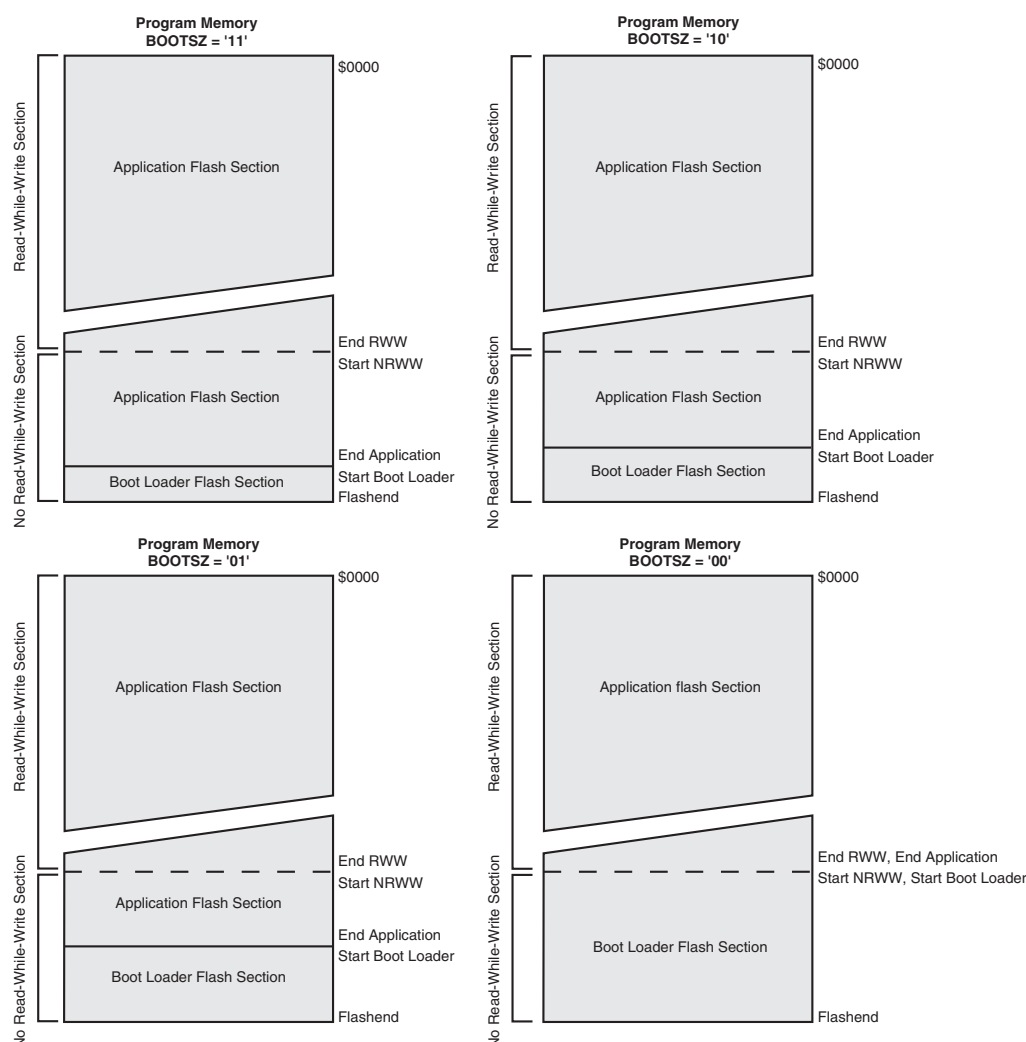 Program Memory
BOOTSZ = '11'
$0000
Read-While-Write Section
Application Flash Section
End RWW
Start NRWW
No Read-While-Write Section
Application Flash Section
End Application
Start Boot Loader
Boot Loader Flash Section
Flashend
Program Memory
BOOTSZ = '10'
$0000
Read-While-Write Section
Application Flash Section
End RWW
Start NRWW
No Read-While-Write Section
Application Flash Section
End Application
Start Boot Loader
Boot Loader Flash Section
Flashend
Program Memory
BOOTSZ = '01'
$0000
Read-While-Write Section
Application Flash Section
End RWW
Start NRWW
No Read-While-Write Section
Application Flash Section
End Application
Start Boot Loader
Boot Loader Flash Section
Flashend
Program Memory
BOOTSZ = '00'
$0000
Read-While-Write Section
Application flash Section
End RWW, End Application
Start NRWW, Start Boot Loader
No Read-While-Write Section
Boot Loader Flash Section
Flashend